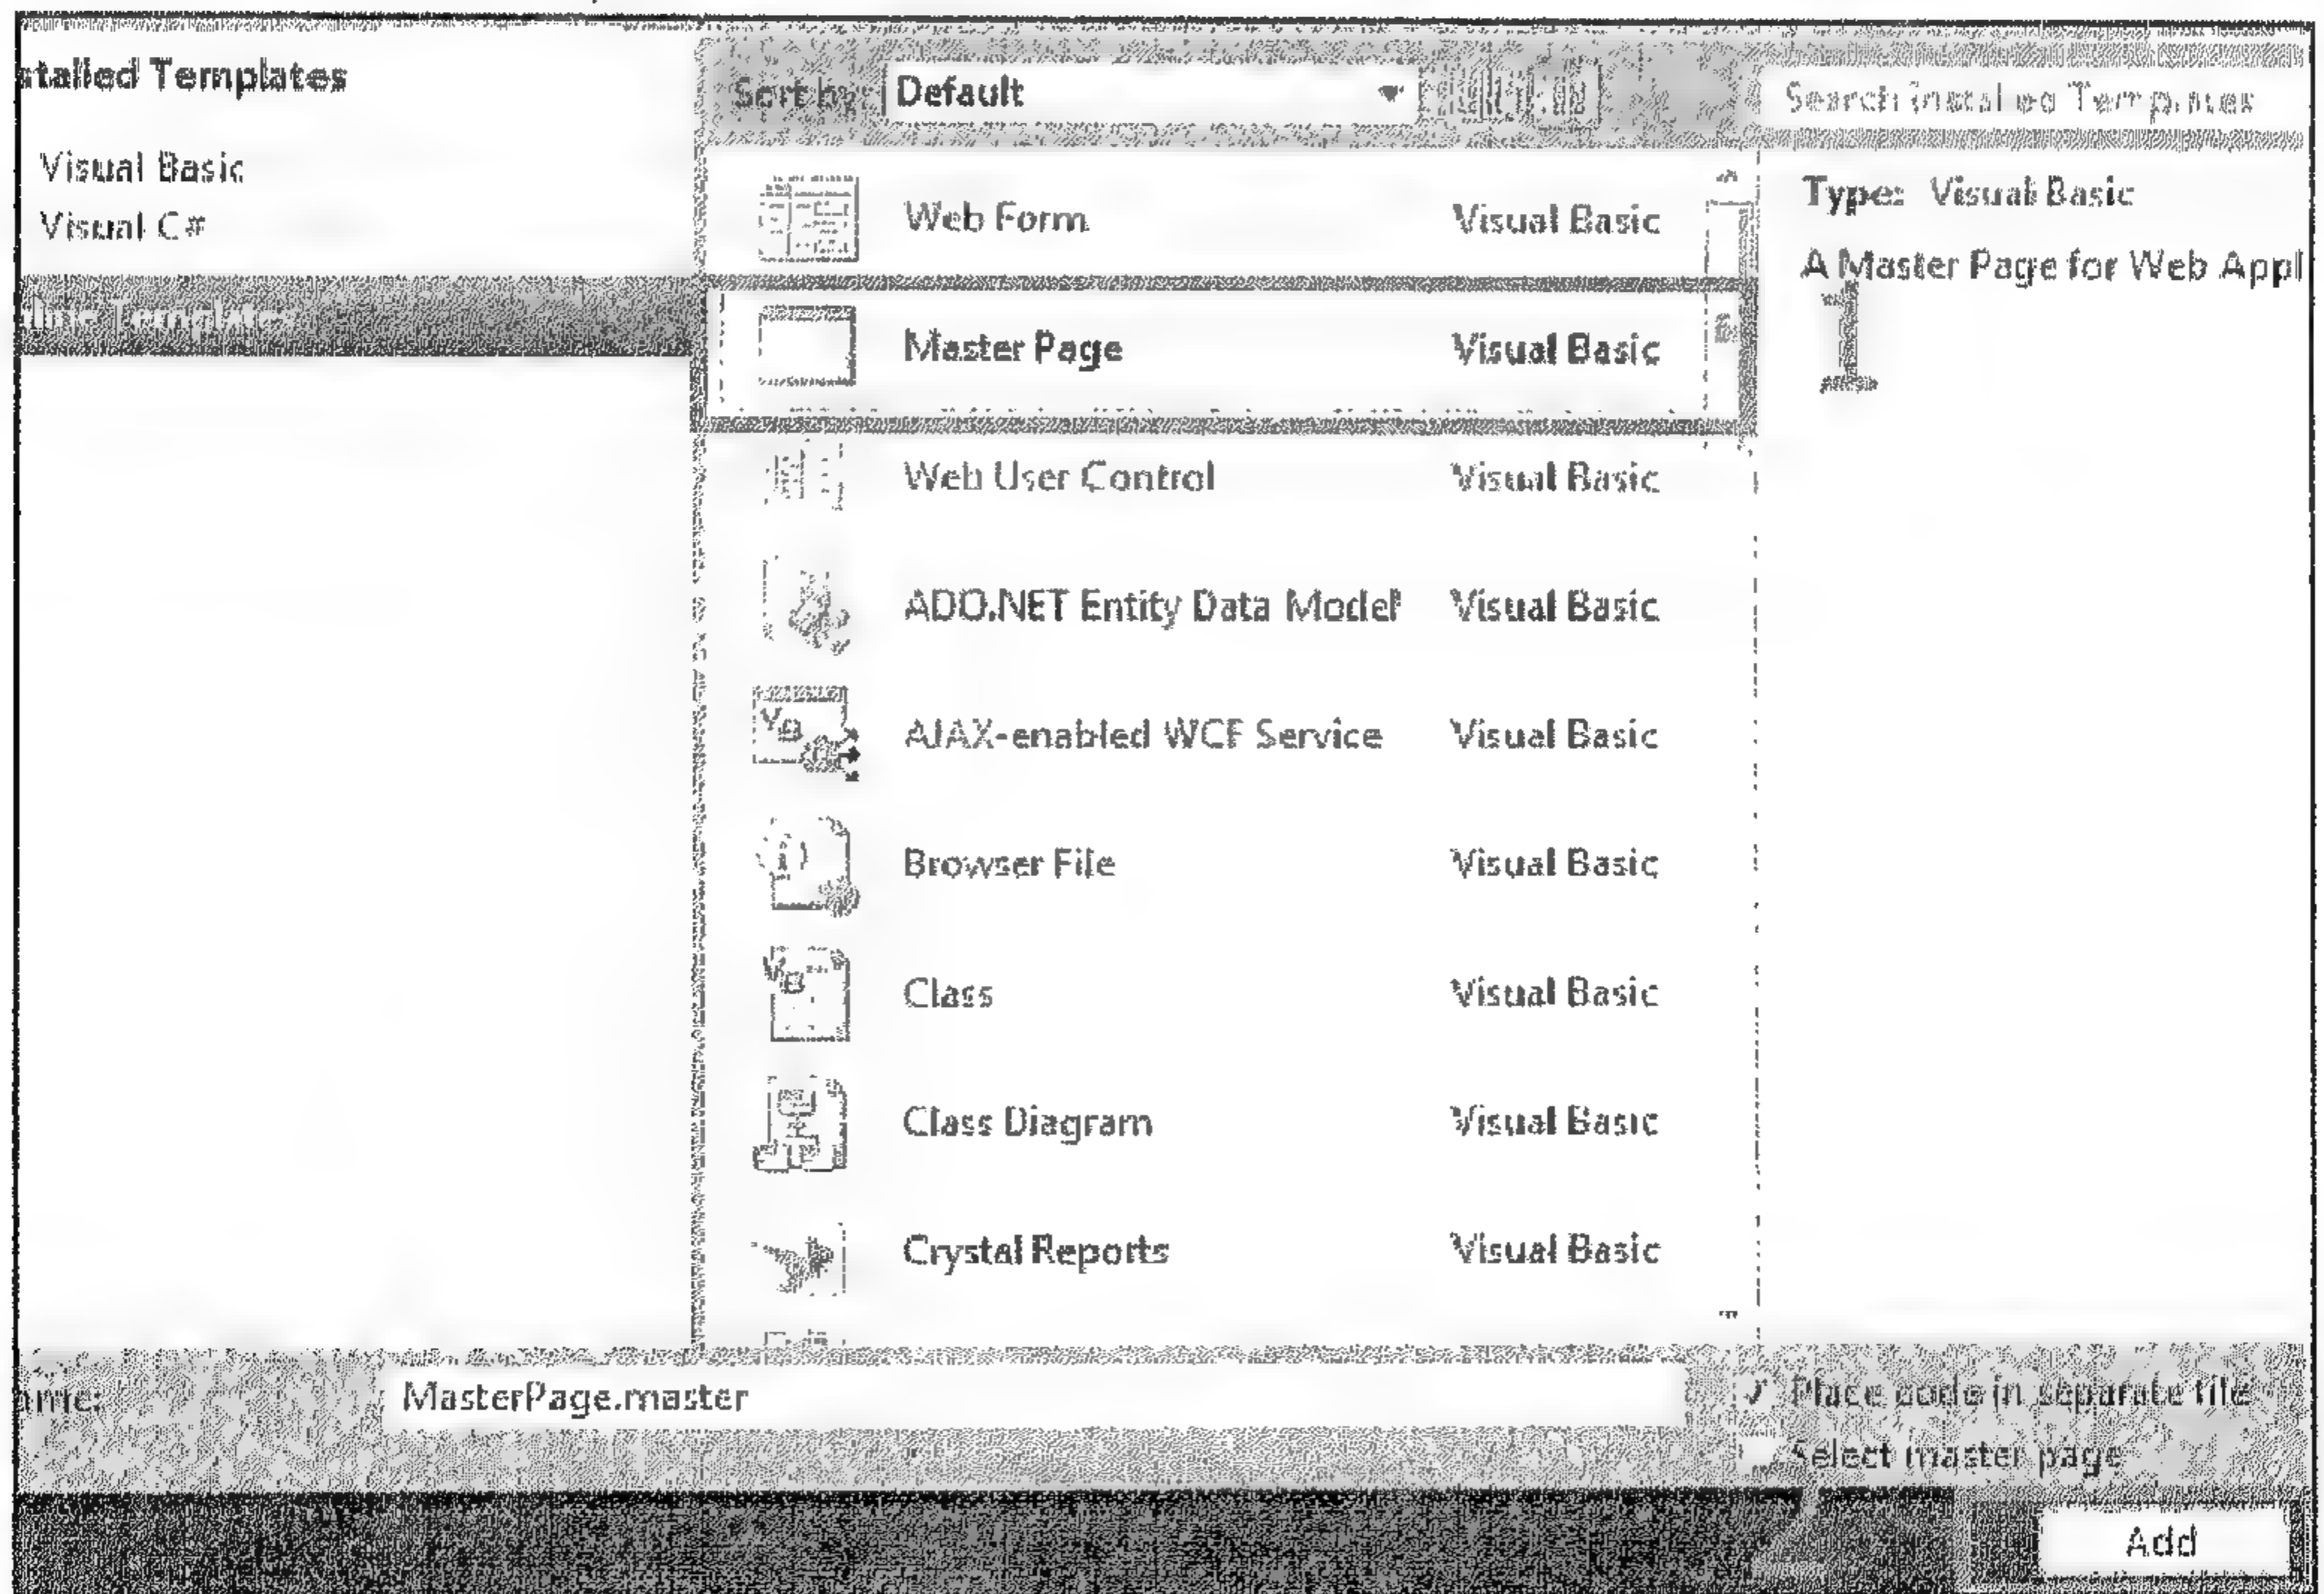 stalled Templates
Visual Basic
Visual C#
line Templates
Sort by: Default
Web Form Visual Basic
Master Page Visual Basic
Web User Control Visual Basic
ADO.NET Entity Data Model Visual Basic
AJAX-enabled WCF Service Visual Basic
Browser File Visual Basic
Class Visual Basic
Class Diagram Visual Basic
Crystal Reports Visual Basic
Search Installed Templates
Type: Visual Basic
A Master Page for Web Appl
ame: MasterPage.master
Place code in separate file
Select master page
Add